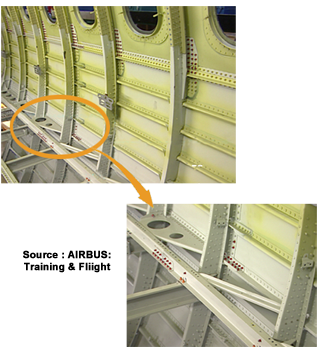 Source : AIRBUS:
Training & Fliight